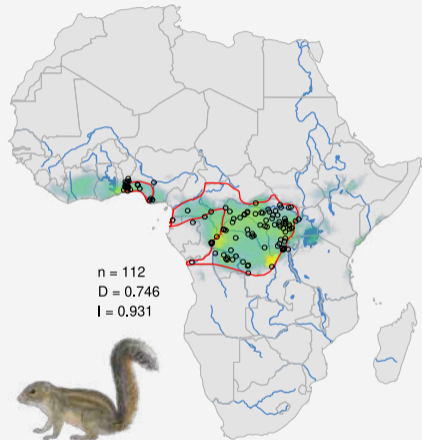 n = 112
D = 0.746
I = 0.931